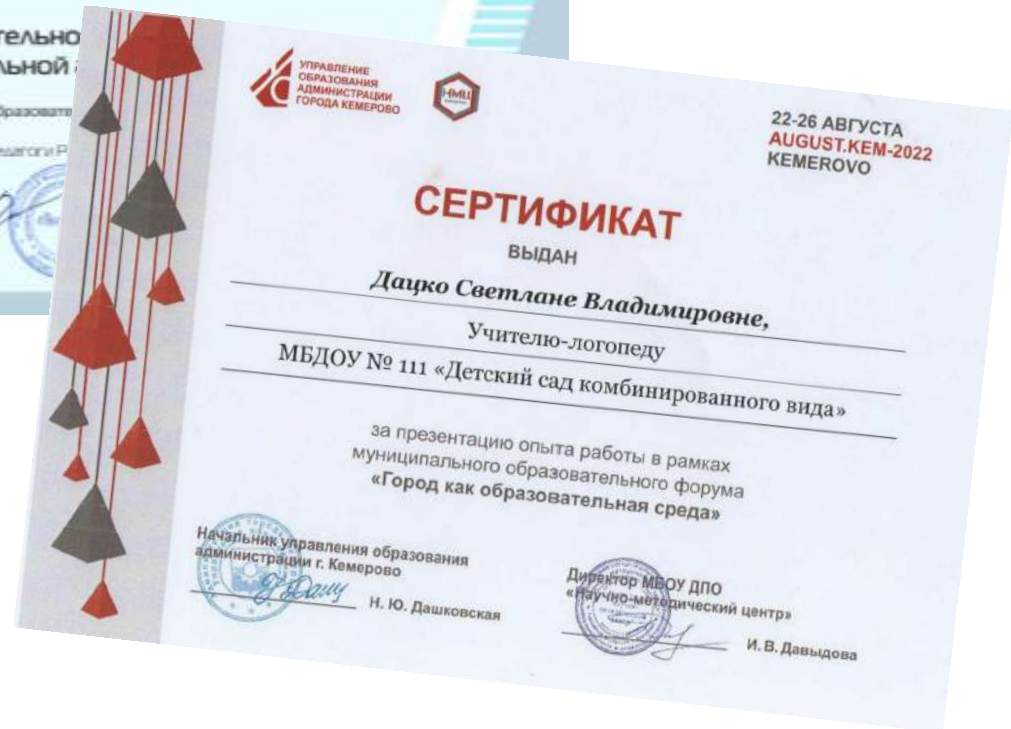 УПРАВЛЕНИЕ
ОБРАЗОВАНИЯ
АДМИНИСТРАЦИИ
ГОРОДА КЕМЕРОВО
НМЦ
22-26 АВГУСТА
AUGUST.KEM-2022
KEMEROVO
СЕРТИФИКАТ
ВЫДАН
Дацко Светлане Владимировне,
Учителю-логопеду
МБДОУ № 111 «Детский сад комбинированного вида»
за презентацию опыта работы в рамках
муниципального образовательного форума
«Город как образовательная среда»
Начальник управления образования
администрации г. Кемерово
Н. Ю. Дашковская
Директор МБОУ ДПО
«Научно-методический центр»
И. В. Давыдова